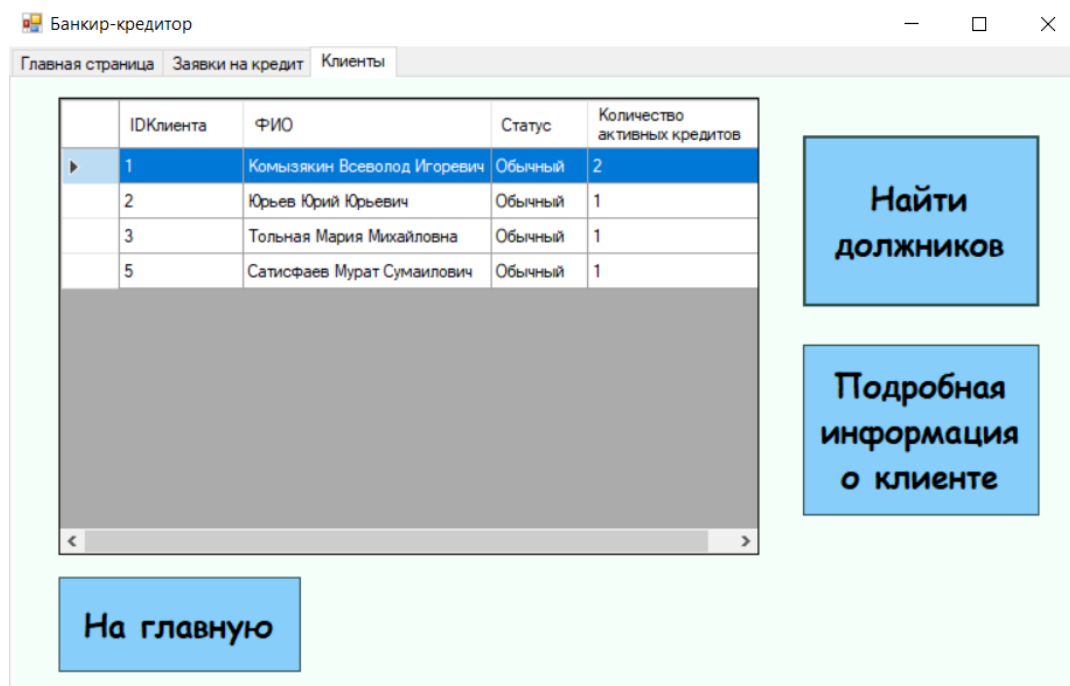 Банкир-кредитор
Главная страница Заявки на кредит Клиенты
IDКлиента ФИО Статус Количество
активных кредитов
1 Комызякин Всеволод Игоревич Обычный 2
2 Юрьев Юрий Юрьевич Обычный 1
3 Тольная Мария Михайловна Обычный 1
5 Сатисфаев Мурат Сумаилович Обычный 1
Найти
должников
Подробная
информация
о клиенте
На главную